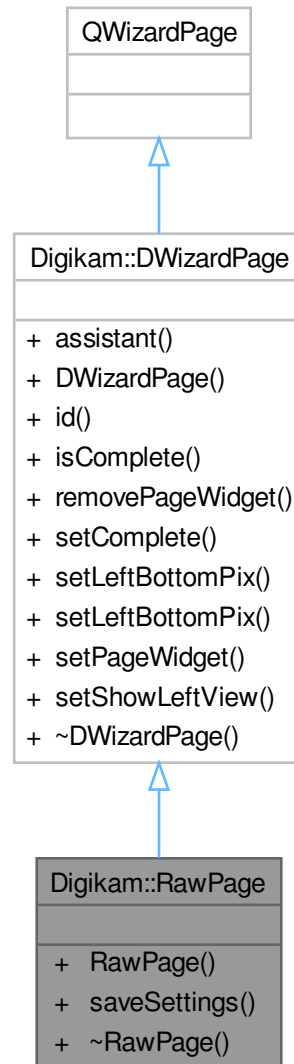 QWizardPage
Digikam::DWizardPage
+ assistant()
+ DWizardPage()
+ id()
+ isComplete()
+ removePageWidget()
+ setComplete()
+ setLeftBottomPix()
+ setLeftBottomPix()
+ setPageWidget()
+ setShowLeftView()
+ ~DWizardPage()
Digikam::RawPage
+ RawPage()
+ saveSettings()
+ ~RawPage()